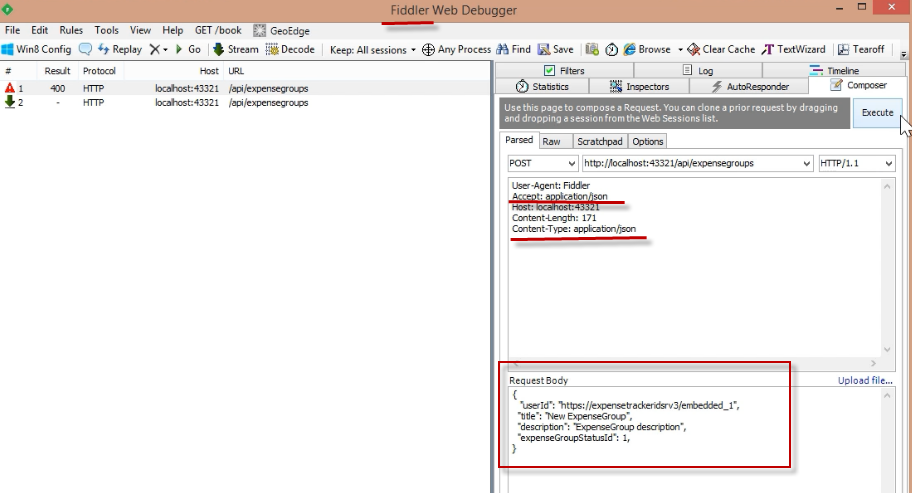 Fiddler Web Debugger
File Edit Rules Tools View Help GET /book GeoEdge
Win8 Config Replay Go Stream Decode Keep: All sessions Any Process Find Save Browse Clear Cache TextWizard Tearoff
# Result Protocol Host URL
1 400 HTTP localhost:43321 /api/expensegroups
2 - HTTP localhost:43321 /api/expensegroups
Filters Log Timeline
Statistics Inspectors AutoResponder Composer
Use this page to compose a Request. You can clone a prior request by dragging
and dropping a session from the Web Sessions list.
Execute
Parsed Raw Scratchpad Options
POST http://localhost:43321/api/expensegroups HTTP/1.1
User-Agent: Fiddler
Accept: application/json
Host: localhost:43321
Content-Length: 171
Content-Type: application/json
Request Body Upload file...
{
"userId": "https://expensetrackeridsrv3/embedded_1",
"title": "New ExpenseGroup",
"description": "ExpenseGroup description",
"expenseGroupStatusId": 1,
}